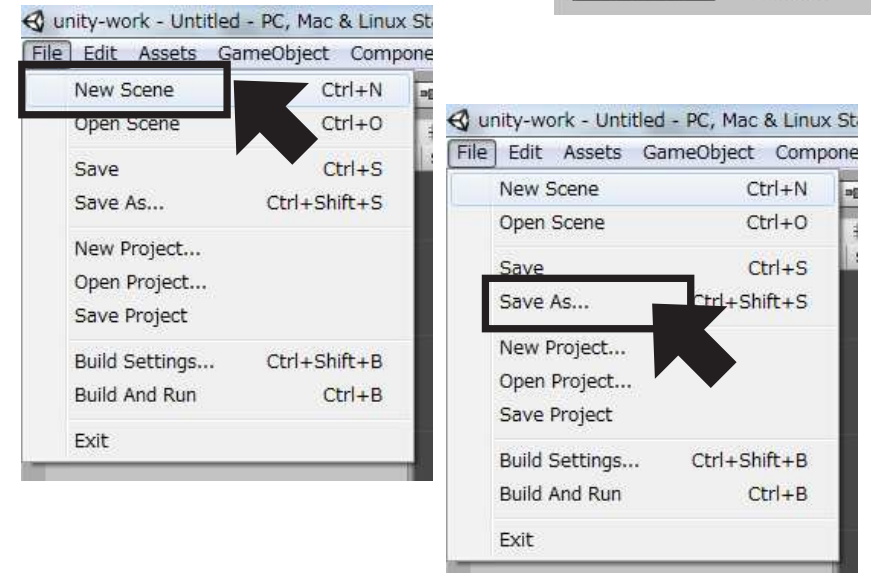 unity-work - Untitled - PC, Mac & Linux St
File Edit Assets GameObject Compone
New Scene Ctrl+N
Open Scene Ctrl+O
Save Ctrl+S
Save As... Ctrl+Shift+S
New Project...
Open Project...
Save Project
Build Settings... Ctrl+Shift+B
Build And Run Ctrl+B
Exit
unity-work - Untitled - PC, Mac & Linux St
File Edit Assets GameObject Compone
New Scene Ctrl+N
Open Scene Ctrl+O
Save Ctrl+S
Save As... Ctrl+Shift+S
New Project...
Open Project...
Save Project
Build Settings... Ctrl+Shift+B
Build And Run Ctrl+B
Exit